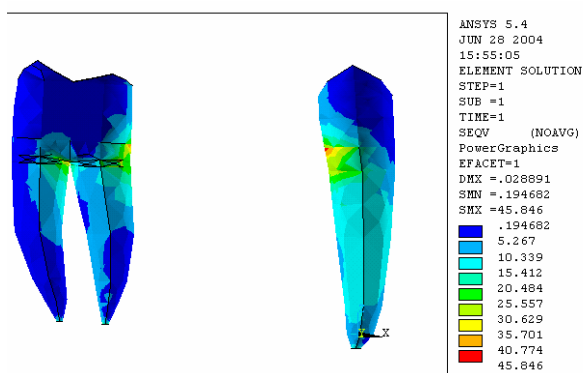 ANSYS 5.4
JUN 28 2004
15:55:05
ELEMENT SOLUTION
STEP=1
SUB =1
TIME=1
SEQV (NOAVG)
PowerGraphics
EFACET=1
DMX =.028891
SMN =.194682
SMX =45.846
.194682
5.267
10.339
15.412
20.484
25.557
30.629
35.701
40.774
45.846
X